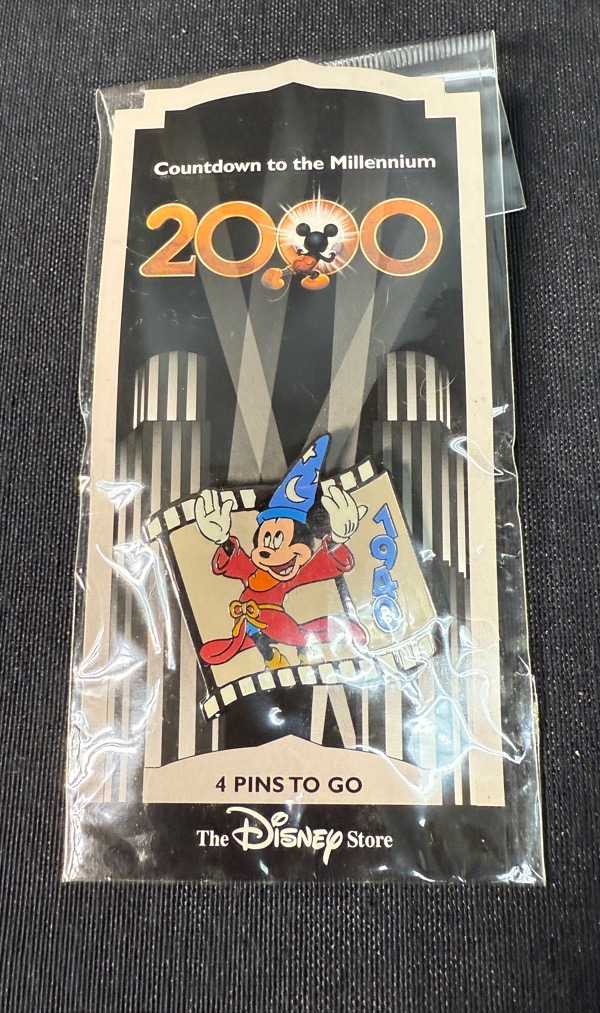 Countdown to the Millennium
2000
1940
4 PINS TO GO
The Disney Store